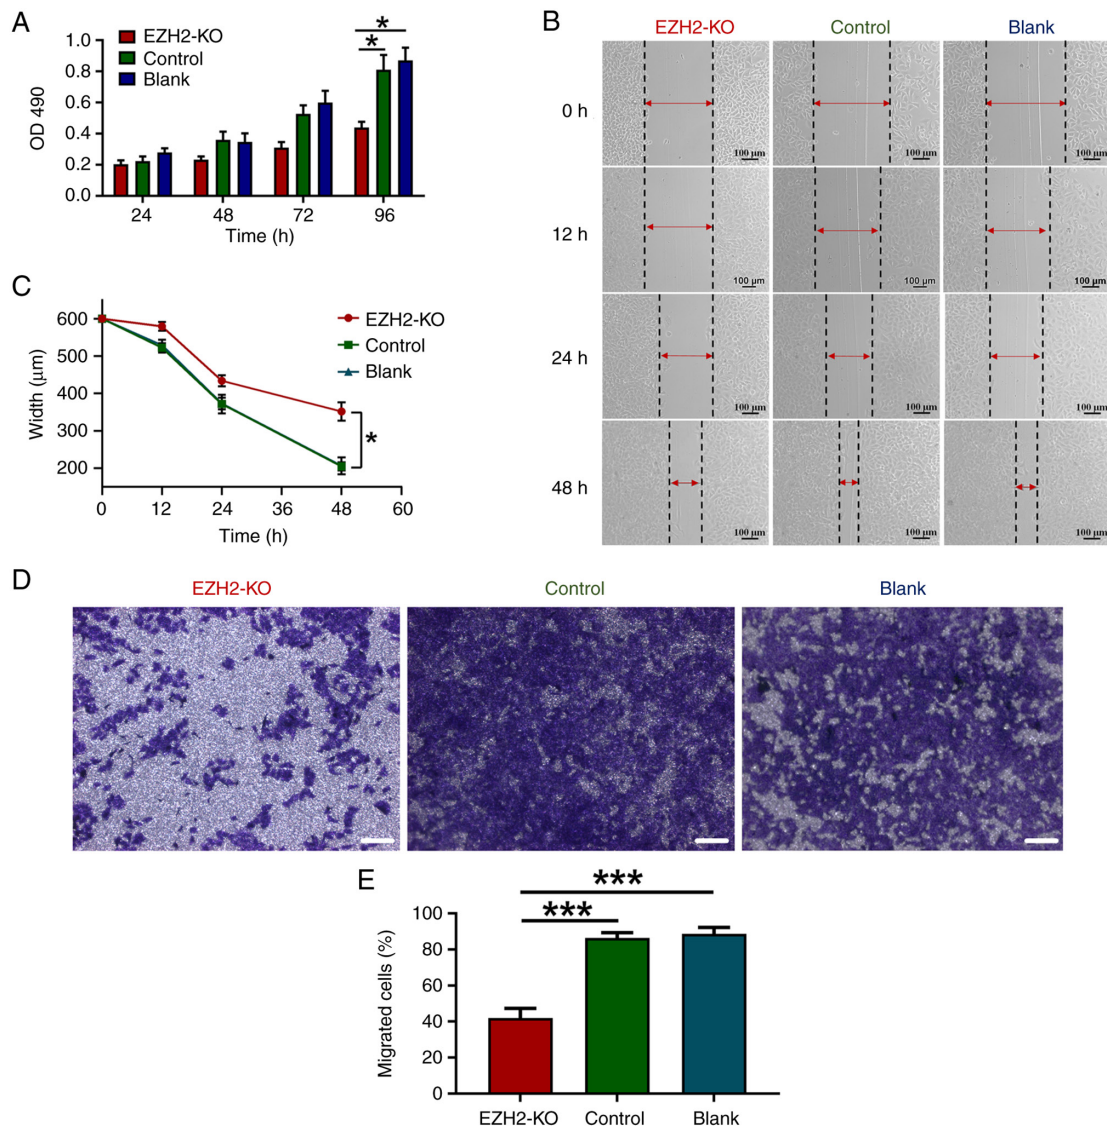 A
EZH2-KO
Control
Blank
*
*
OD 490
1.0
0.8
0.6
0.4
0.2
0.0
24 48 72 96
Time (h)
B
EZH2-KO Control Blank
0 h
100 µm 100 µm 100 µm
12 h
100 µm 100 µm 100 µm
24 h
100 µm 100 µm 100 µm
48 h
100 µm 100 µm 100 µm
C
EZH2-KO
Control
Blank
*
Width (µm)
600
500
400
300
200
0 12 24 36 48 60
Time (h)
D
EZH2-KO Control Blank
E
***
***
Migrated cells (%)
100
80
60
40
20
0
EZH2-KO Control Blank